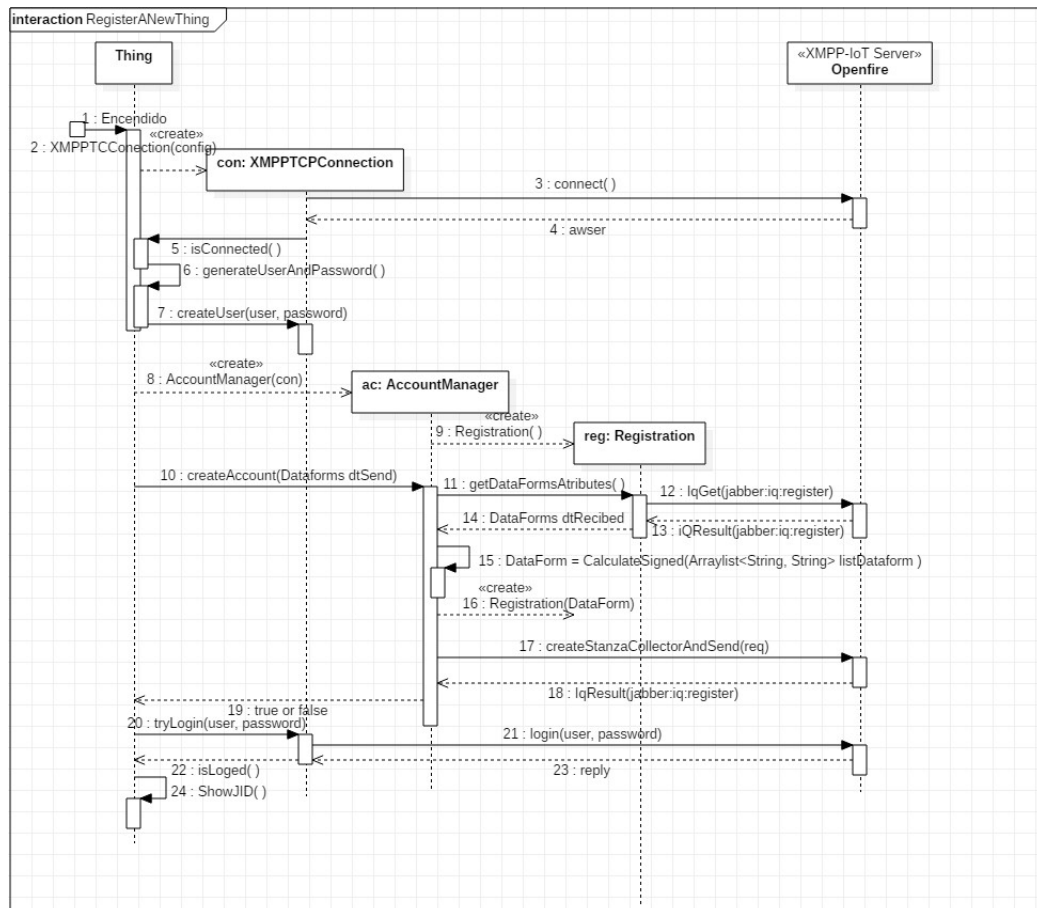 interaction RegisterANewThing
Thing
«XMPP-IoT Server»
Openfire
1 : Encendido
«create»
2 : XMPPTCConection(config)
con: XMPPTCPConnection
3 : connect( )
4 : awser
5 : isConnected( )
6 : generateUserAndPassword( )
7 : createUser(user, password)
«create»
8 : AccountManager(con)
ac: AccountManager
«create»
9 : Registration( )
reg: Registration
10 : createAccount(Dataforms dtSend)
11 : getDataFormsAtributes( )
12 : IqGet(jabber:iq:register)
14 : DataForms dtRecibed
13 : iQResult(jabber:iq:register)
15 : DataForm = CalculateSigned(Arraylist<String, String> listDataform )
«create»
16 : Registration(DataForm)
17 : createStanzaCollectorAndSend(req)
18 : IqResult(jabber:iq:register)
19 : true or false
20 : tryLogin(user, password)
21 : login(user, password)
22 : isLoged( )
23 : reply
24 : ShowJID( )